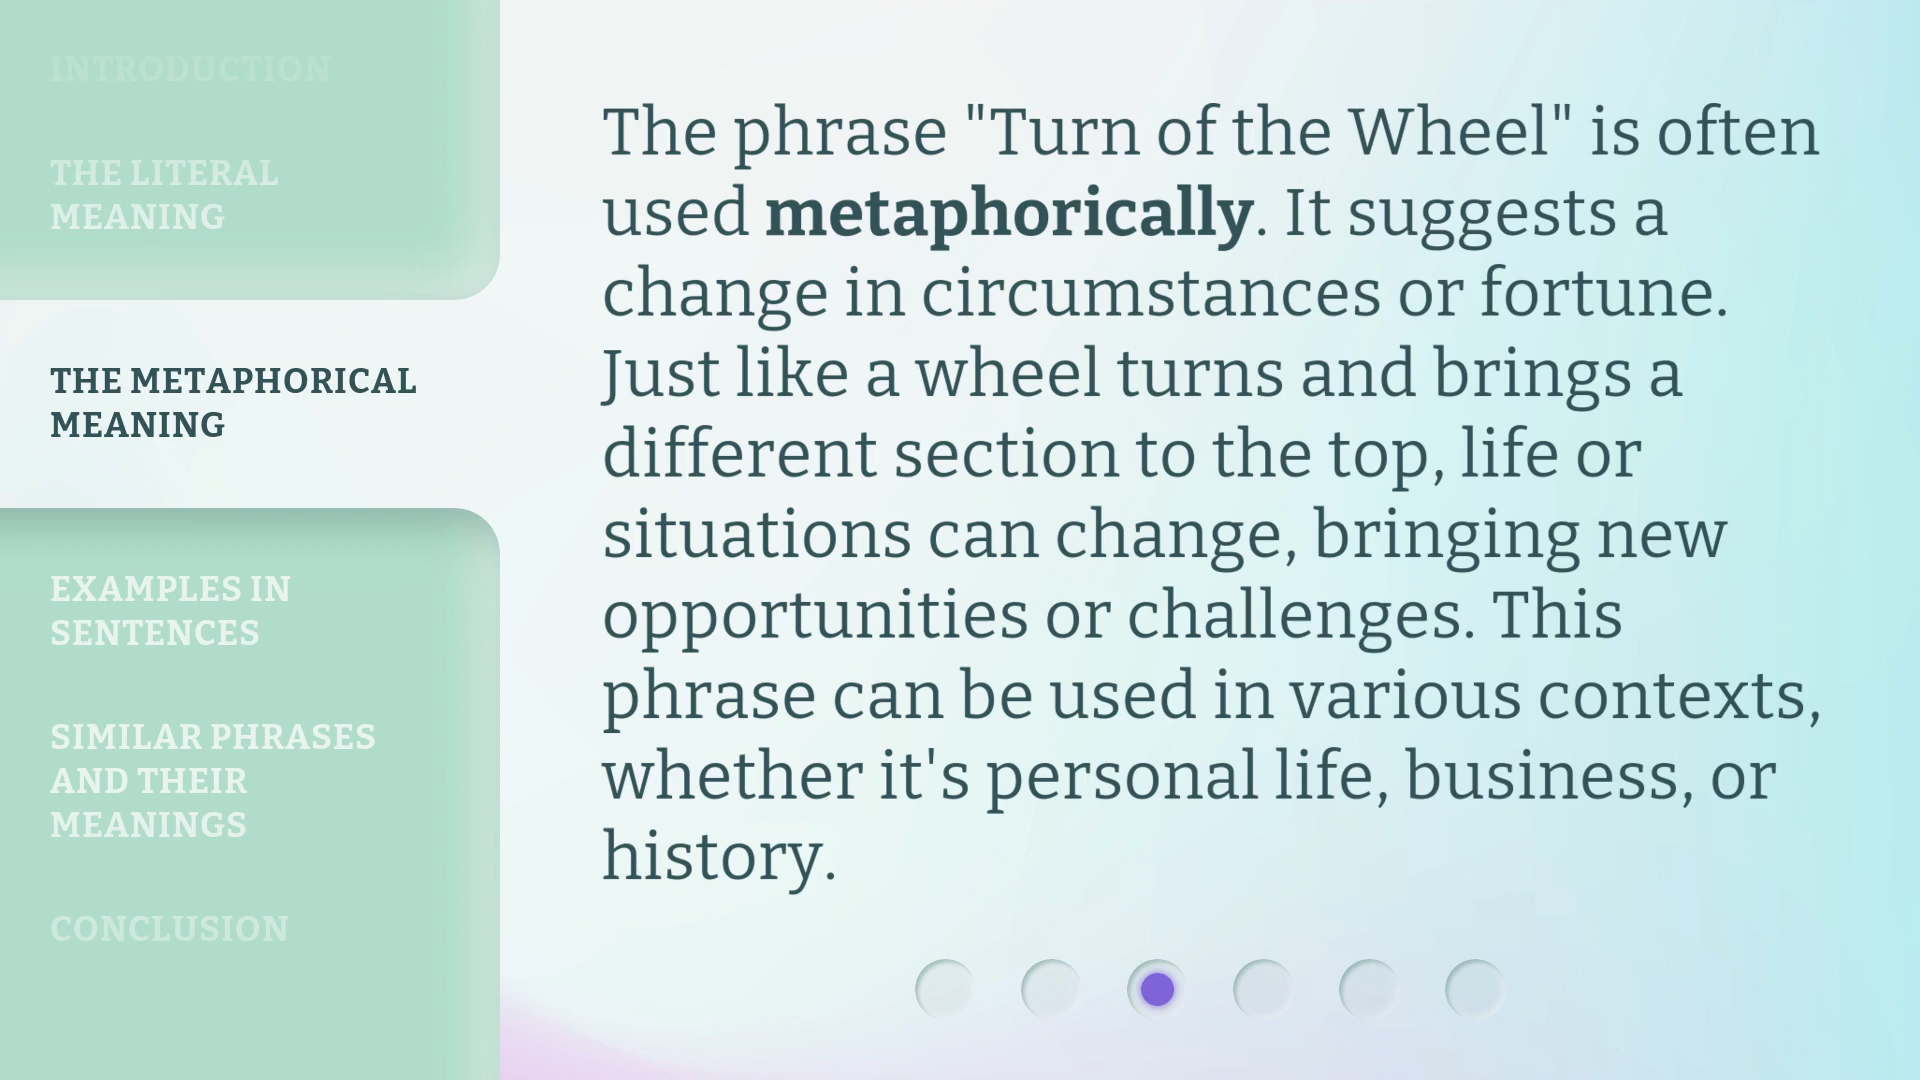 INTRODUCTION
THE LITERAL
MEANING
THE METAPHORICAL
MEANING
EXAMPLES IN
SENTENCES
SIMILAR PHRASES
AND THEIR
MEANINGS
CONCLUSION
The phrase "Turn of the Wheel" is often
used metaphorically. It suggests a
change in circumstances or fortune.
Just like a wheel turns and brings a
different section to the top, life or
situations can change, bringing new
opportunities or challenges. This
phrase can be used in various contexts,
whether it's personal life, business, or
history.